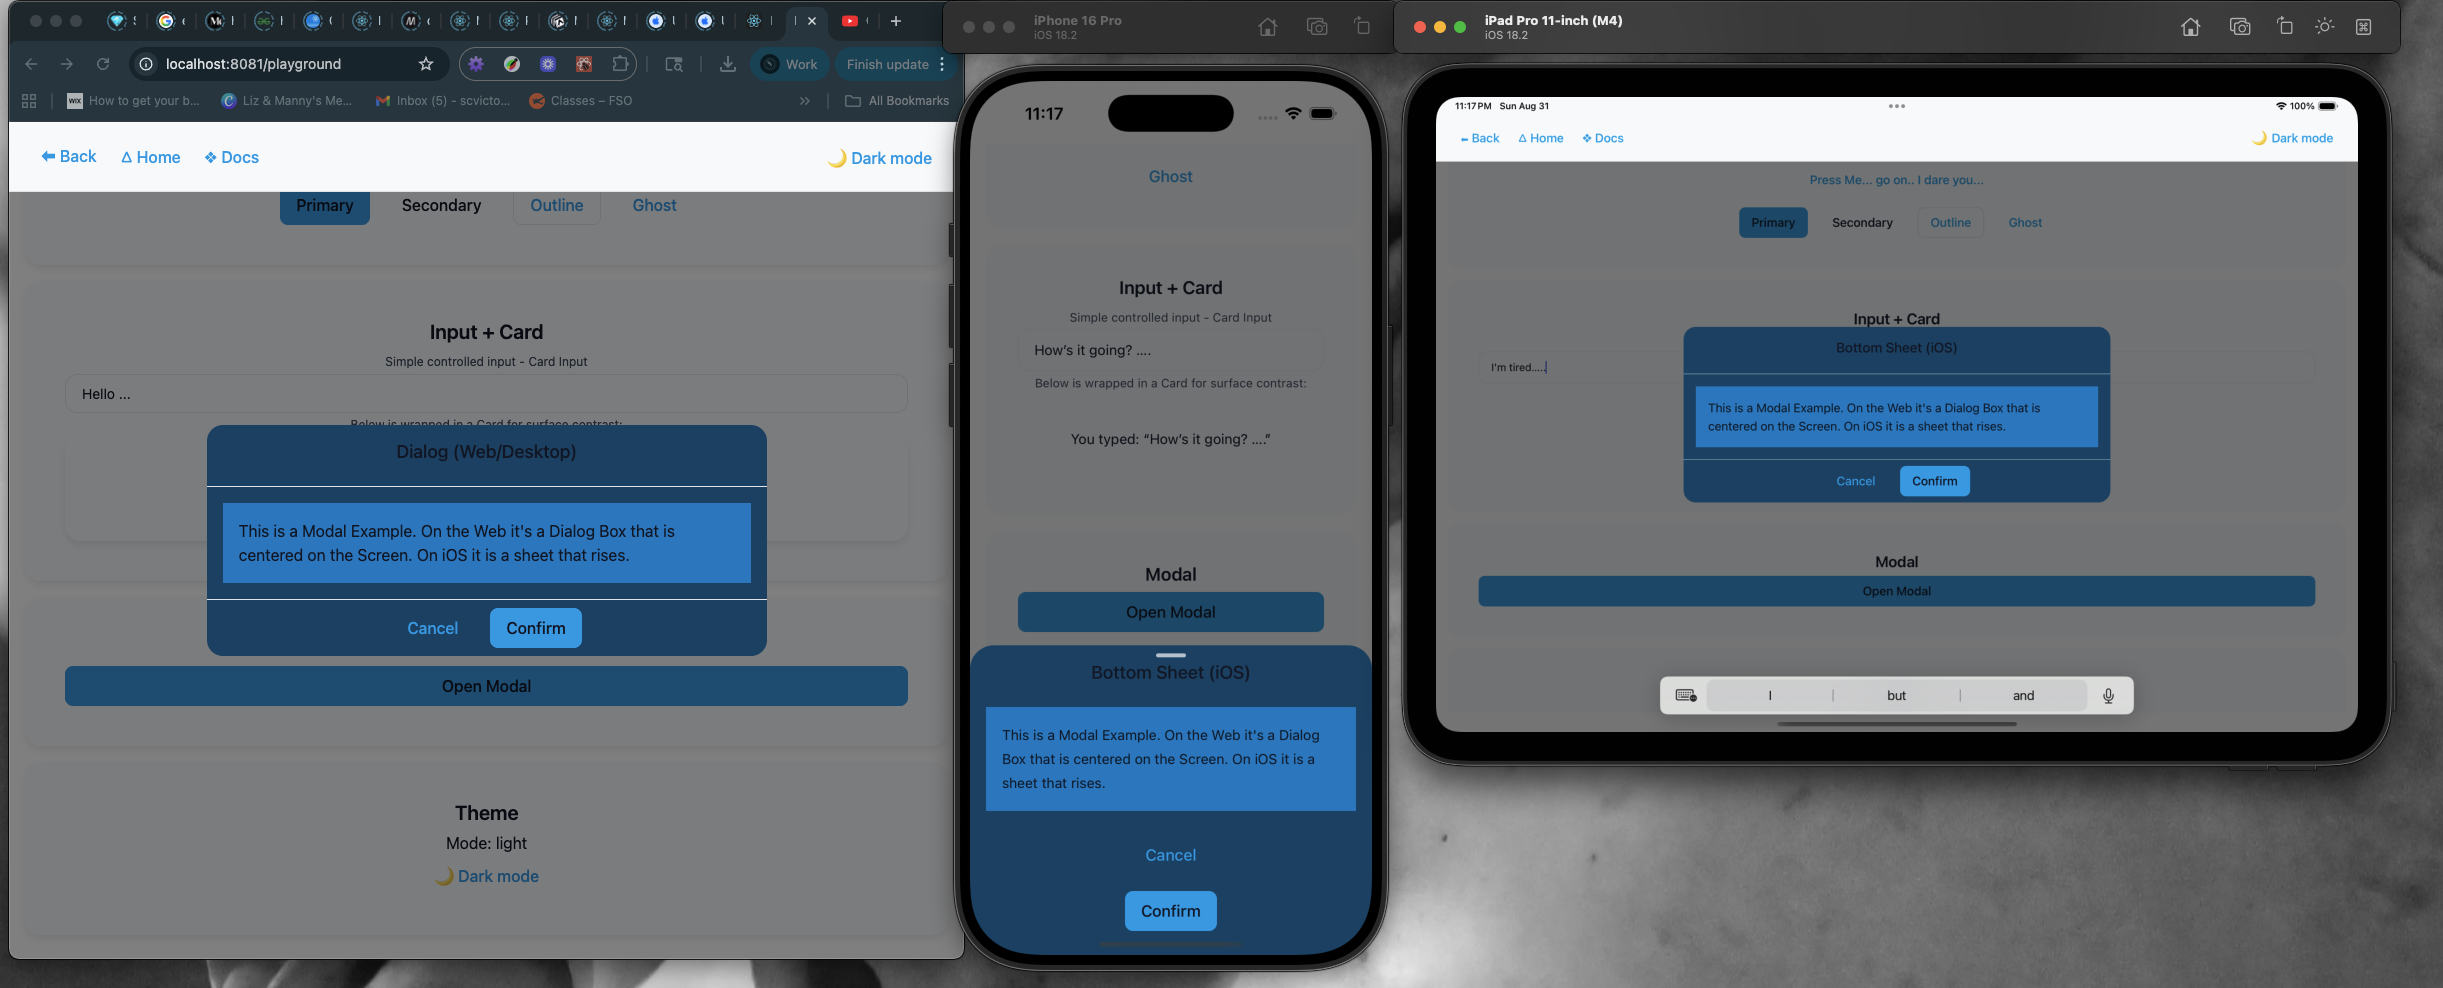 localhost:8081/playground
Work
Finish update
How to get your b...
Liz & Manny's Me...
Inbox (5) - scvicto...
Classes – FSO
All Bookmarks
Back
Home
Docs
Dark mode
Primary
Secondary
Outline
Ghost
Input + Card
Simple controlled input - Card Input
Hello ...
Below is wrapped in a Card for surface contrast:
Dialog (Web/Desktop)
This is a Modal Example. On the Web it's a Dialog Box that is
centered on the Screen. On iOS it is a sheet that rises.
Cancel
Confirm
Open Modal
Theme
Mode: light
Dark mode
iPhone 16 Pro
iOS 18.2
11:17
Ghost
Input + Card
Simple controlled input - Card Input
How's it going? ....
Below is wrapped in a Card for surface contrast:
You typed: “How's it going? ....”
Modal
Open Modal
Bottom Sheet (iOS)
This is a Modal Example. On the Web it's a Dialog
Box that is centered on the Screen. On iOS it is a
sheet that rises.
Cancel
Confirm
iPad Pro 11-inch (M4)
iOS 18.2
11:17 PM Sun Aug 31
100%
Back
Home
Docs
Dark mode
Press Me... go on.. I dare you...
Primary
Secondary
Outline
Ghost
Input + Card
I'm tired.....
Bottom Sheet (iOS)
This is a Modal Example. On the Web it's a Dialog Box that is
centered on the Screen. On iOS it is a sheet that rises.
Cancel
Confirm
Modal
Open Modal
I
but
and